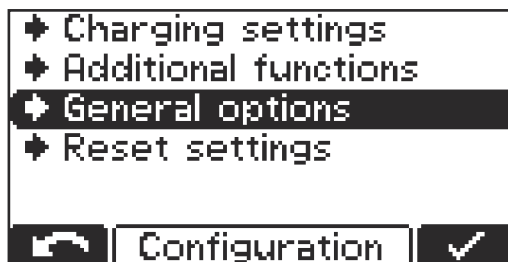 Charging settings
Additional functions
General options
Reset settings
Configuration